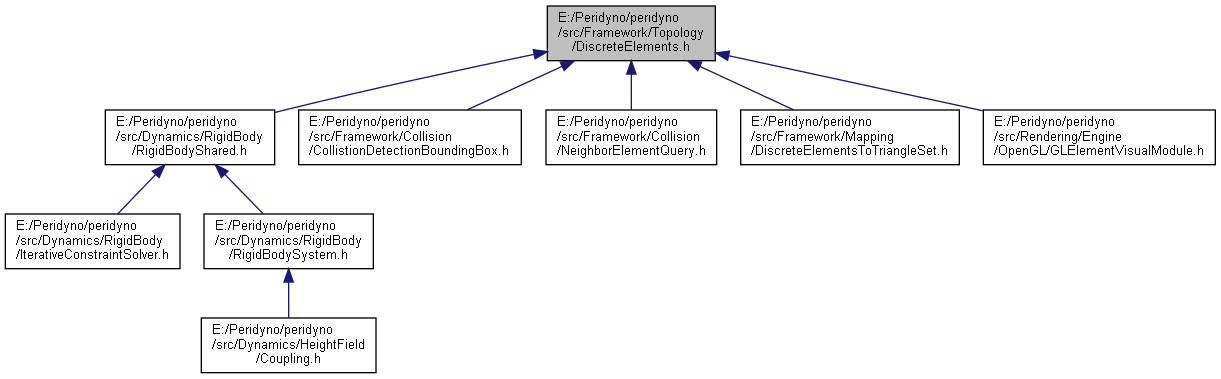 E:/Peridyno/peridyno
/src/Framework/Topology
/DiscreteElements.h
E:/Peridyno/peridyno
/src/Dynamics/RigidBody
/RigidBodyShared.h
E:/Peridyno/peridyno
/src/Framework/Collision
/CollistionDetectionBoundingBox.h
E:/Peridyno/peridyno
/src/Framework/Collision
/NeighborElementQuery.h
E:/Peridyno/peridyno
/src/Framework/Mapping
/DiscreteElementsToTriangleSet.h
E:/Peridyno/peridyno
/src/Rendering/Engine
/OpenGL/GLElementVisualModule.h
E:/Peridyno/peridyno
/src/Dynamics/RigidBody
/IterativeConstraintSolver.h
E:/Peridyno/peridyno
/src/Dynamics/RigidBody
/RigidBodySystem.h
E:/Peridyno/peridyno
/src/Dynamics/HeightField
/Coupling.h